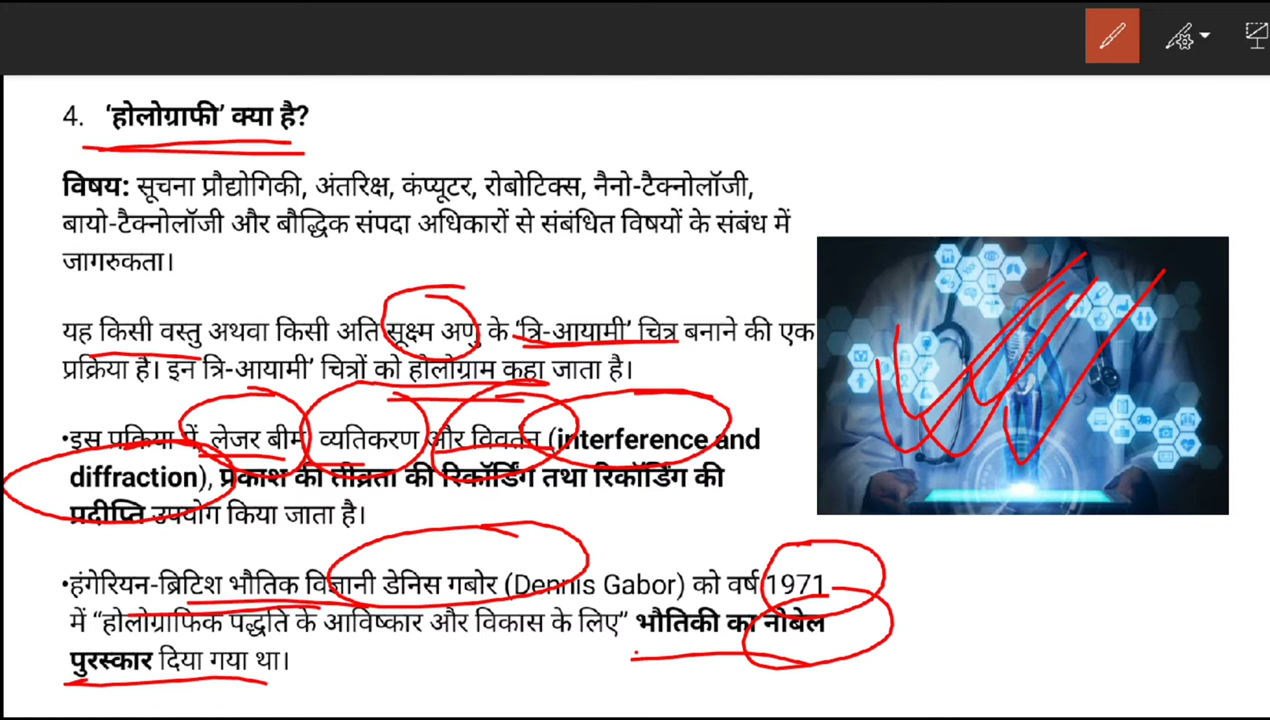 4. ‘होलोग्राफी’ क्या है?
विषय: सूचना प्रौद्योगिकी, अंतरिक्ष, कंप्यूटर, रोबोटिक्स, नैनो-टैक्नोलॉजी,
बायो-टैक्नोलॉजी और बौद्धिक संपदा अधिकारों से संबंधित विषयों के संबंध में
जागरुकता।
यह किसी वस्तु अथवा किसी अति सूक्ष्म अणु के ‘त्रि-आयामी’ चित्र बनाने की एक
प्रक्रिया है। इन त्रि-आयामी’ चित्रों को होलोग्राम कहा जाता है।
•इस प्रक्रिया में लेजर बीम, व्यतिकरण और विवर्तन (interference and
diffraction), प्रकाश की तीव्रता की रिकॉर्डिंग तथा रिकॉर्डिंग की
प्रदीप्ति उपयोग किया जाता है।
•हंगेरियन-ब्रिटिश भौतिक विज्ञानी डेनिस गबोर (Dennis Gabor) को वर्ष 1971
में “होलोग्राफिक पद्धति के आविष्कार और विकास के लिए” भौतिकी का नोबेल
पुरस्कार दिया गया था।